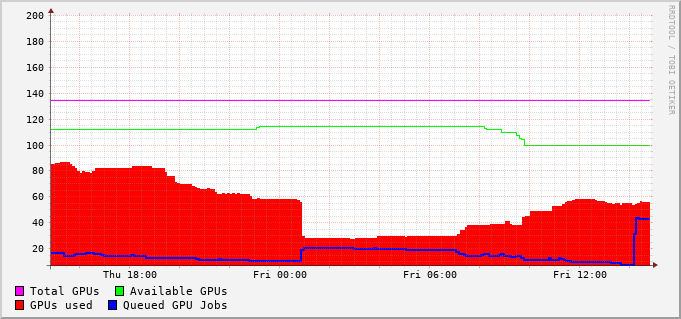 200
180
160
140
120
100
80
60
40
20
Thu 18:00 Fri 00:00 Fri 06:00 Fri 12:00
Total GPUs Available GPUs
GPUs used Queued GPU Jobs
RRDTOOL / TOBI OETIKER